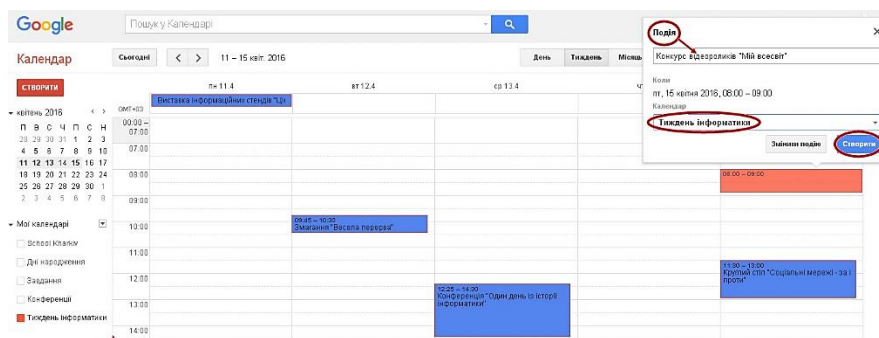 Google
Пошук у Календарі
Календар
Сьогодні
11 – 15 квіт. 2016
День
Тиждень
Місяць
СТВОРИТИ
квітень 2016
П В С Ч П С Н
28 29 30 31 1 2 3
4 5 6 7 8 9 10
11 12 13 14 15 16 17
18 19 20 21 22 23 24
25 26 27 28 29 30 1
2 3 4 5 6 7 8
Мої календарі
School Kharkiv
Дні народження
Завдання
Конференції
Тиждень інформатики
пн 11.4
вт 12.4
ср 13.4
GMT+03
Виставка інформаційних стендів "Ці
00:00 –
07:00
07:00
08:00
09:00
10:00
11:00
12:00
13:00
14:00
09:45 – 10:30
Змагання "Весела перерва"
12:25 – 14:30
Конференція "Один день із історії
інформатики"
08:00 – 09:00
11:30 – 13:00
Круглий стіл "Соціальні мережі - за і
проти"
Подія
Конкурс відеороликів "Мій всесвіт"
Коли
пт, 15 квітня 2016, 08:00 – 09:00
Календар
Тиждень інформатики
Змінити подію
Створити